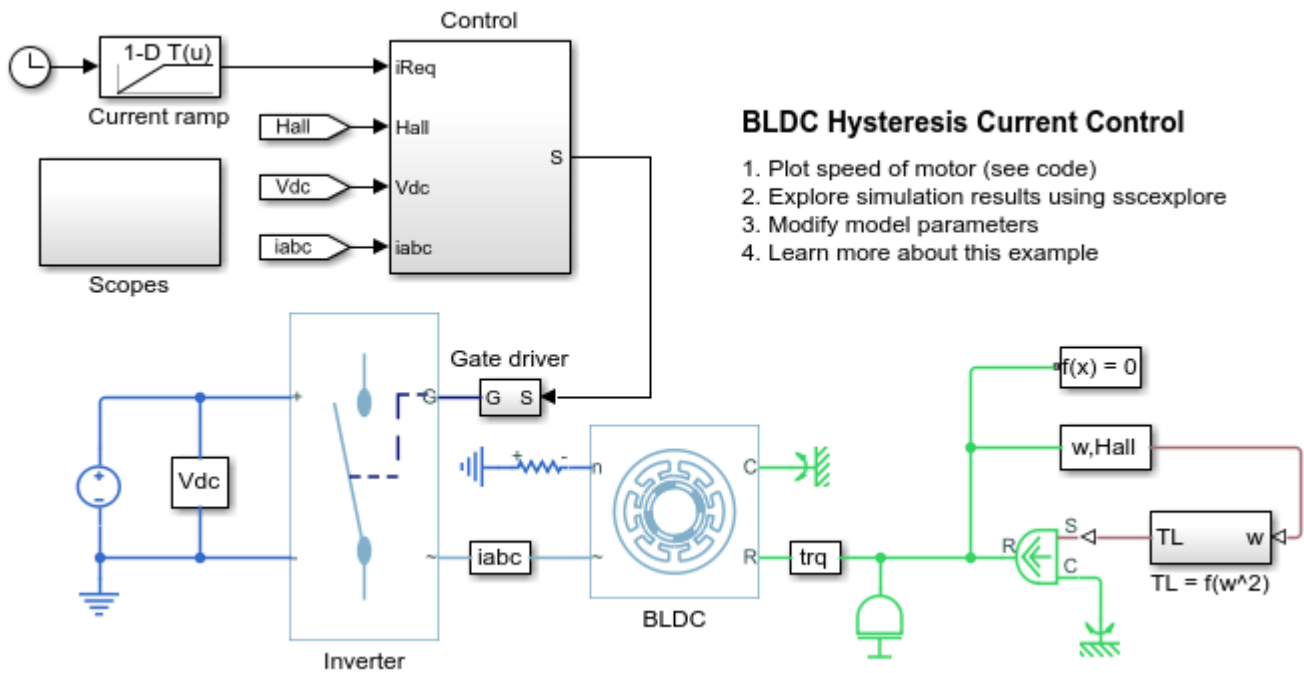 Control
1-D T(u)
Current ramp
iReq
Hall
Hall
Vdc
Vdc
iabc
iabc
S
Scopes
BLDC Hysteresis Current Control
1. Plot speed of motor (see code)
2. Explore simulation results using sscexplore
3. Modify model parameters
4. Learn more about this example
Gate driver
G S
+
G
-
~
Inverter
+
-
Vdc
+ -
n
~
C
R
BLDC
iabc
trq
f(x) = 0
w,Hall
R
S
C
TL w
TL = f(w^2)